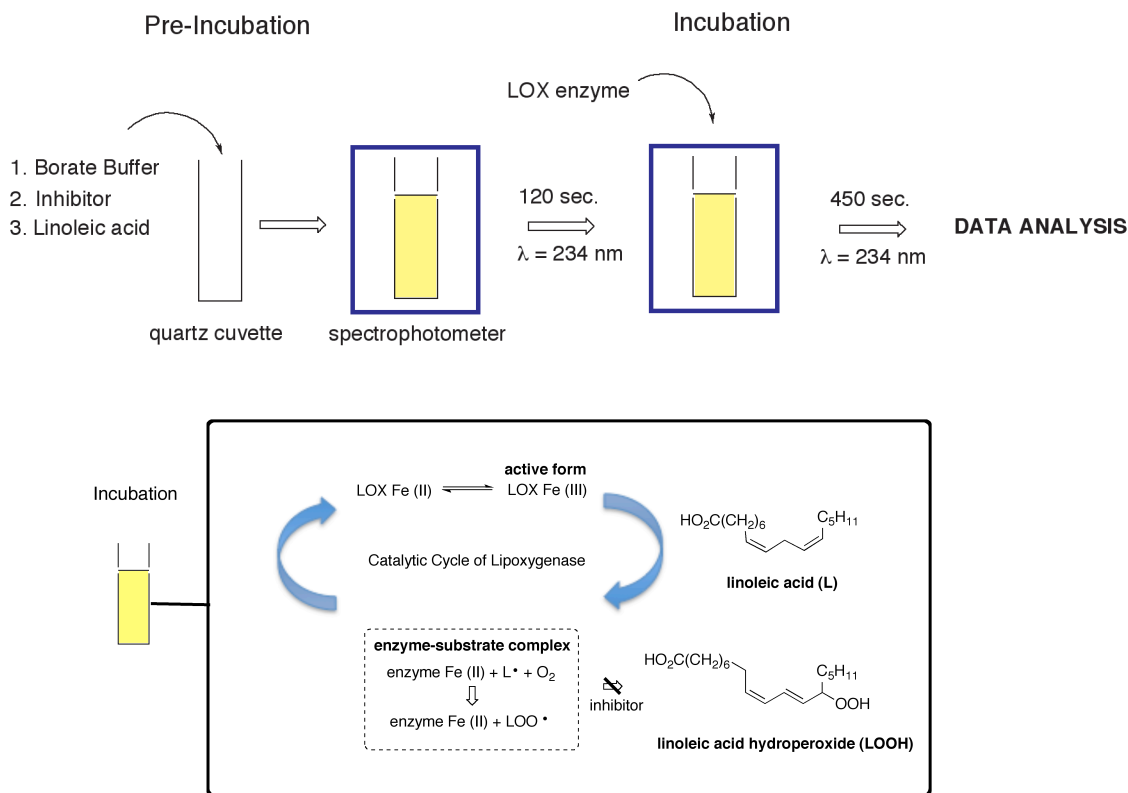 Pre-Incubation
Incubation
LOX enzyme
1. Borate Buffer
2. Inhibitor
3. Linoleic acid
120 sec.
λ = 234 nm
450 sec.
λ = 234 nm
DATA ANALYSIS
quartz cuvette
spectrophotometer
Incubation
active form
LOX Fe (II)
LOX Fe (III)
Catalytic Cycle of Lipoxygenase
HO₂C(CH₂)₆
C₅H₁₁
linoleic acid (L)
enzyme-substrate complex
enzyme Fe (II) + L• + O₂
enzyme Fe (II) + LOO •
inhibitor
HO₂C(CH₂)₆
C₅H₁₁
OOH
linoleic acid hydroperoxide (LOOH)